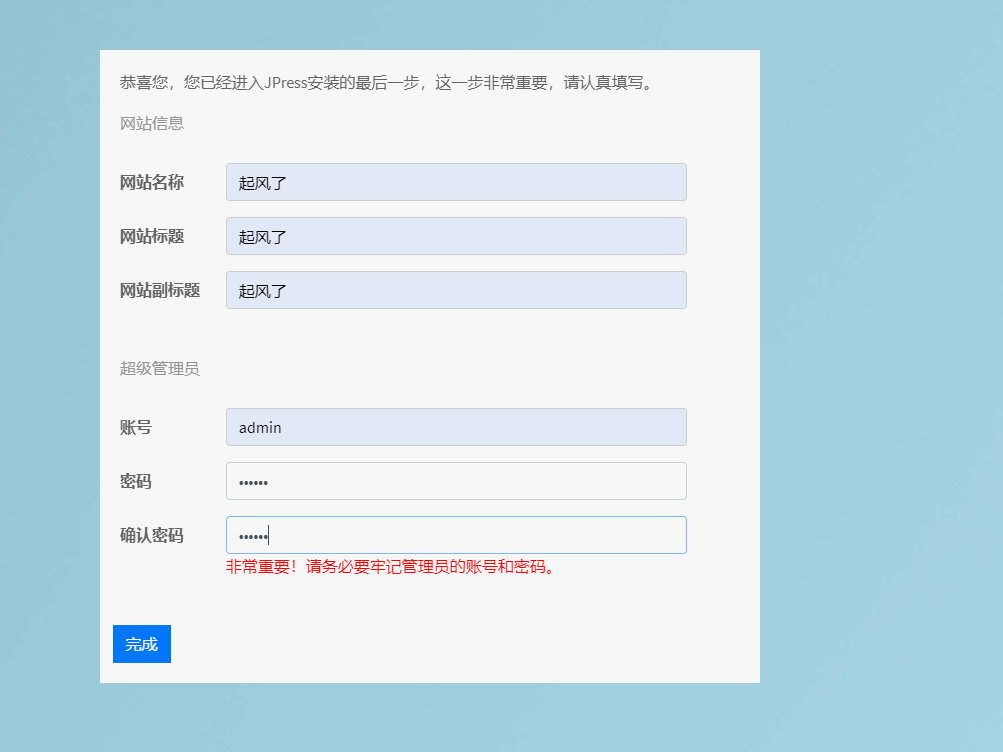 恭喜您，您已经进入JPress安装的最后一步，这一步非常重要，请认真填写。
网站信息
网站名称 起风了
网站标题 起风了
网站副标题 起风了
超级管理员
账号 admin
密码 ••••••
确认密码 ••••••
非常重要！请务必要牢记管理员的账号和密码。
完成